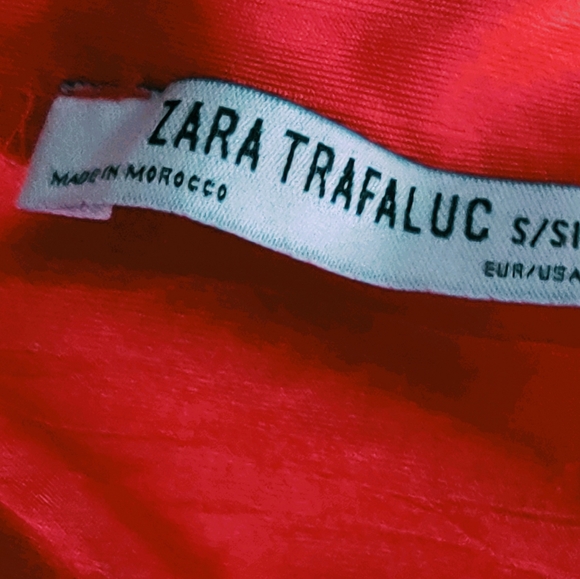 ZARA TRAFALUC S/S
MADE IN MOROCCO
EUR/USA